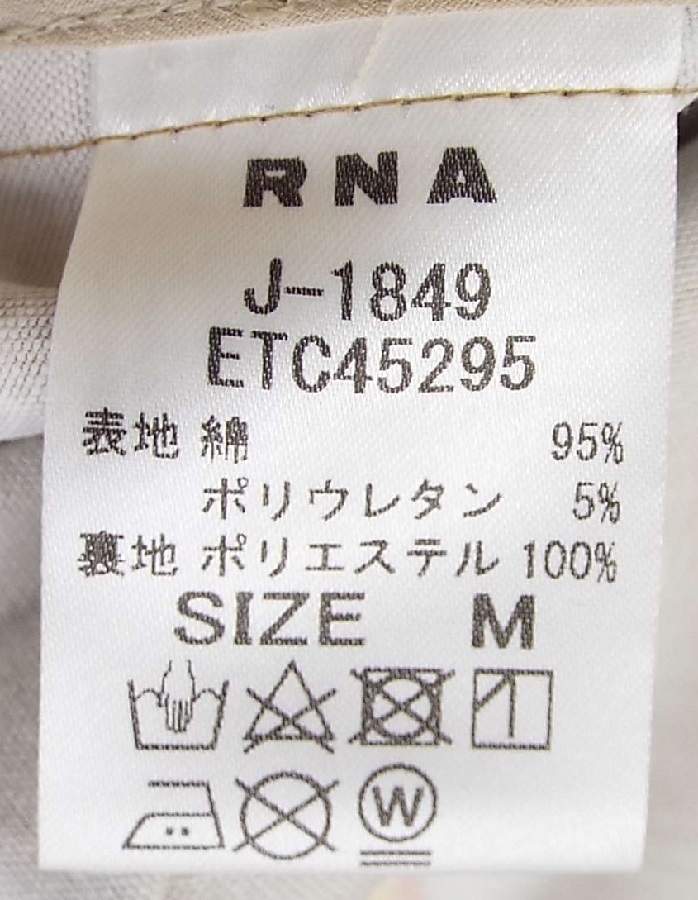 RNA
J-1849
ETC45295
表地 綿 95%
ポリウレタン 5%
裏地 ポリエステル 100%
SIZE M
W